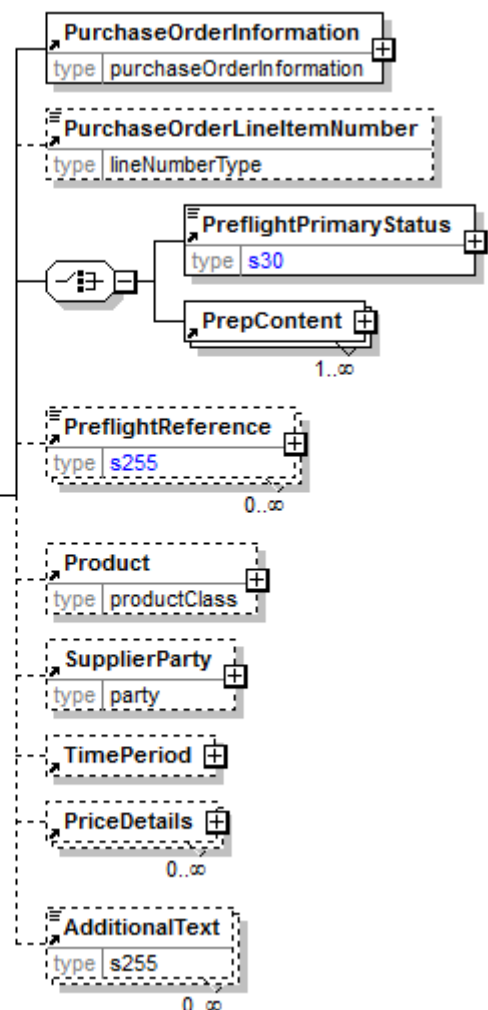 PurchaseOrderInformation
type purchaseOrderInformation
PurchaseOrderLineItemNumber
type lineNumberType
PreflightPrimaryStatus
type s30
PrepContent
1..∞
PreflightReference
type s255
0..∞
Product
type productClass
SupplierParty
type party
TimePeriod
PriceDetails
0..∞
AdditionalText
type s255
0..∞